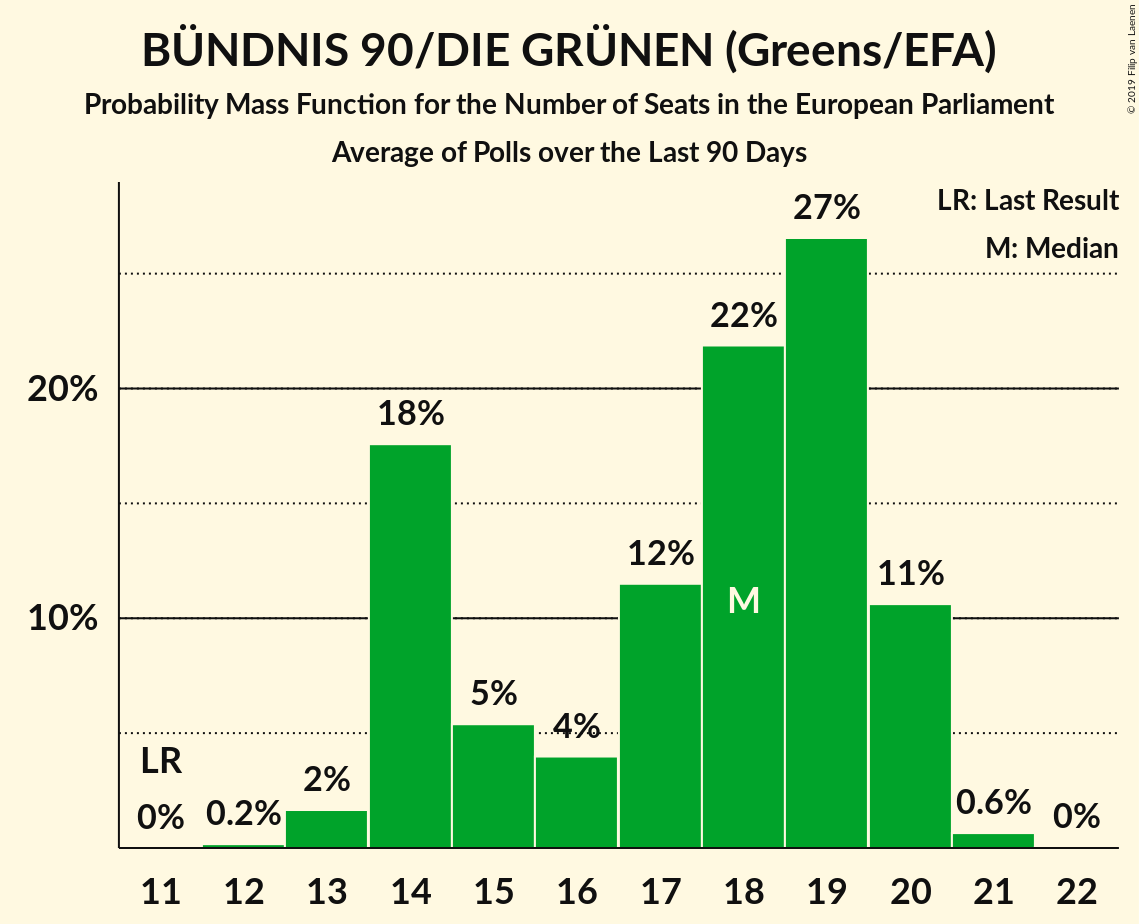 BÜNDNIS 90/DIE GRÜNEN (Greens/EFA)
Probability Mass Function for the Number of Seats in the European Parliament
Average of Polls over the Last 90 Days
© 2019 Filip van Laenen
LR: Last Result
M: Median
27%
22%
20%
18%
12%
11%
M
10%
5%
4%
LR
2%
0%
0.2%
0.6%
0%
11 12 13 14 15 16 17 18 19 20 21 22